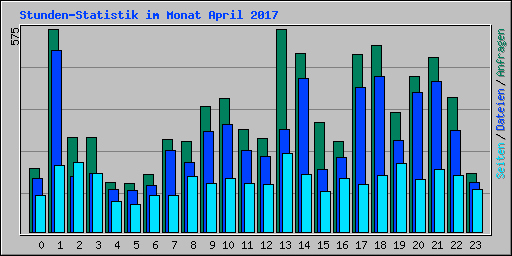 Stunden-Statistik im Monat April 2017
575
Seiten / Dateien / Anfragen
0 1 2 3 4 5 6 7 8 9 10 11 12 13 14 15 16 17 18 19 20 21 22 23